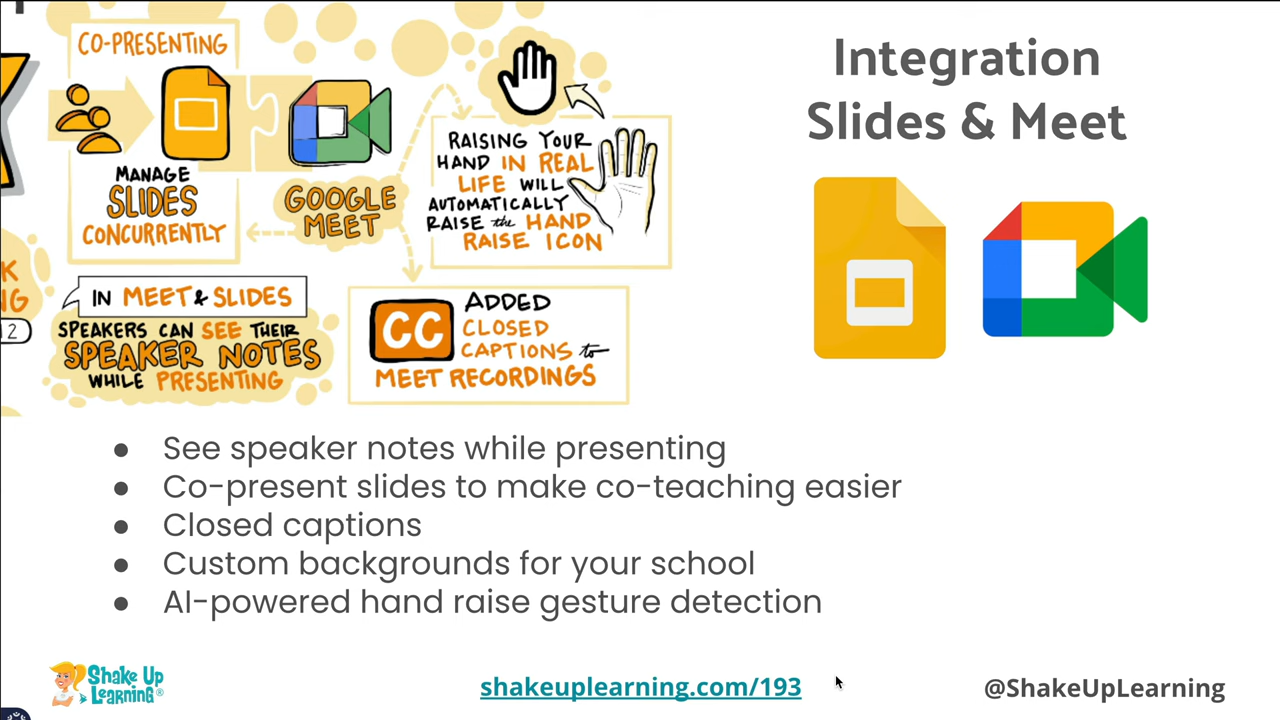 CO-PRESENTING
MANAGE
SLIDES
CONCURRENTLY
GOOGLE
MEET
RAISING YOUR
HAND IN REAL
LIFE WILL
AUTOMATICALLY
RAISE the HAND
RAISE ICON
IN MEET & SLIDES
SPEAKERS CAN SEE THEIR
SPEAKER NOTES
WHILE PRESENTING
CC
ADDED
CLOSED
CAPTIONS to
MEET RECORDINGS
K
NG
2
Integration
Slides & Meet
● See speaker notes while presenting
● Co-present slides to make co-teaching easier
● Closed captions
● Custom backgrounds for your school
● AI-powered hand raise gesture detection
Shake Up
Learning®
shakeuplearning.com/193
@ShakeUpLearning